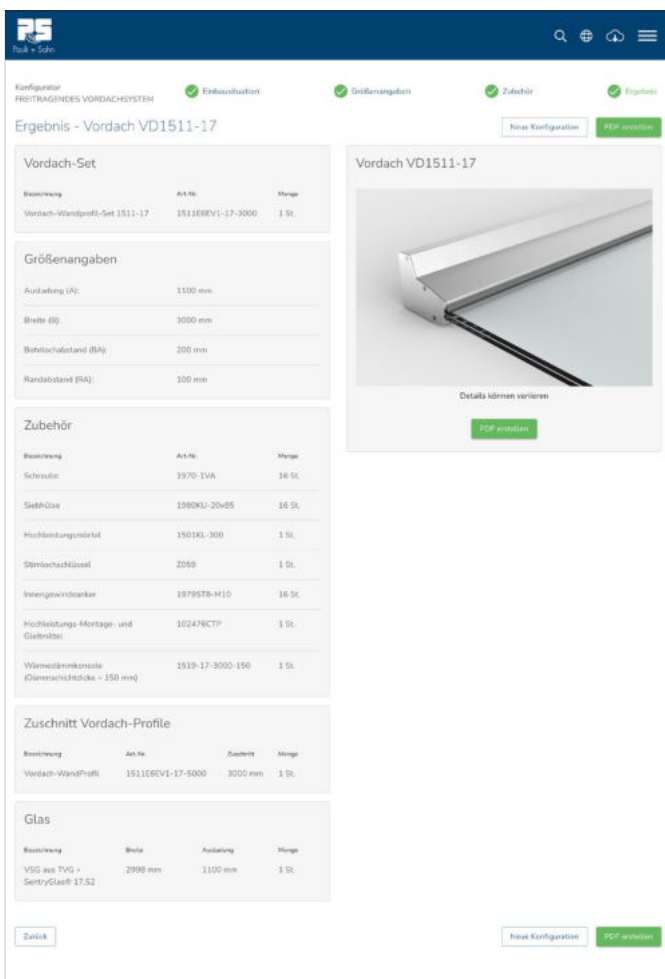 PS
Pauli + Sohn
Konfigurator
FREITRAGENDES VORDACHSYSTEM
Einbausituation
Größenangaben
Zubehör
Ergebnis
Ergebnis - Vordach VD1511-17
Neue Konfiguration
PDF erstellen
Vordach-Set
Bezeichnung Art-Nr. Menge
Vordach-Wandprofil-Set 1511-17 1511E6EV1-17-3000 1 St.
Größenangaben
Ausladung (A): 1100 mm
Breite (B): 3000 mm
Bohrlochabstand (BA): 200 mm
Randabstand (RA): 100 mm
Zubehör
Bezeichnung Art-Nr. Menge
Schraube 1970-1VA 16 St.
Siebhülse 1980KU-20x85 16 St.
Hochleistungsmörtel 1501KL-300 1 St.
Stirnlochschlüssel Z059 1 St.
Innengewindeanker 1979ST8-M10 16 St.
Hochleistungs-Montage- und 102476CTP 1 St.
Gleitmittel
Wärmedämmkonsole 1519-17-3000-150 1 St.
(Dämmschichtdicke = 150 mm)
Zuschnitt Vordach-Profile
Bezeichnung Art-Nr. Zuschnitt Menge
Vordach-WandProfil 1511E6EV1-17-5000 3000 mm 1 St.
Glas
Bezeichnung Breite Ausladung Menge
VSG aus TVG + 2998 mm 1100 mm 1 St.
SentryGlas® 17,52
Vordach VD1511-17
Details können variieren
PDF erstellen
Zurück
Neue Konfiguration
PDF erstellen